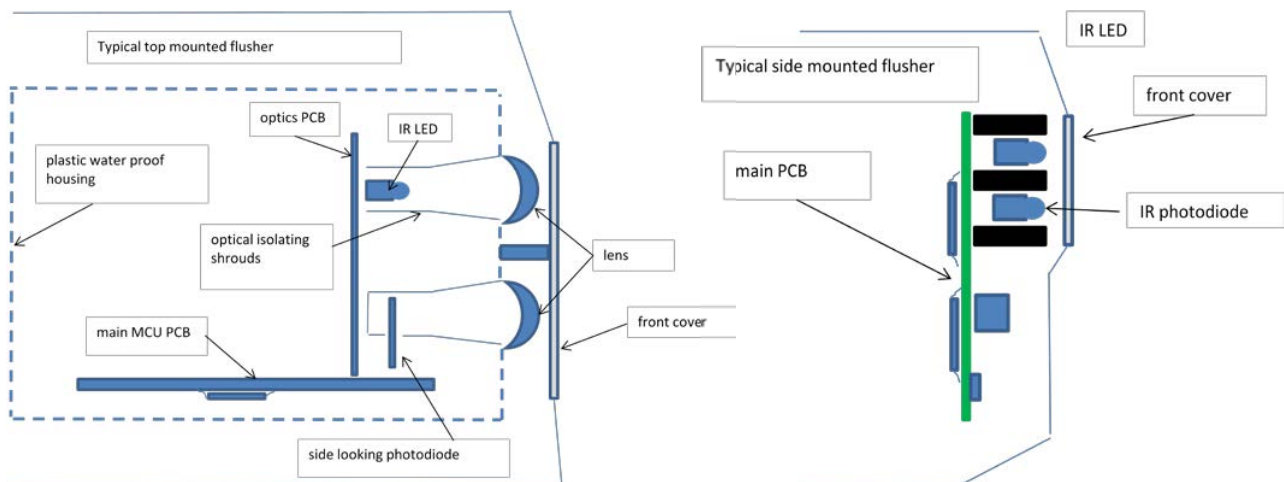 Typical top mounted flusher
optics PCB
IR LED
plastic water proof
housing
optical isolating
shrouds
lens
main MCU PCB
front cover
side looking photodiode
IR LED
Typical side mounted flusher
front cover
main PCB
IR photodiode